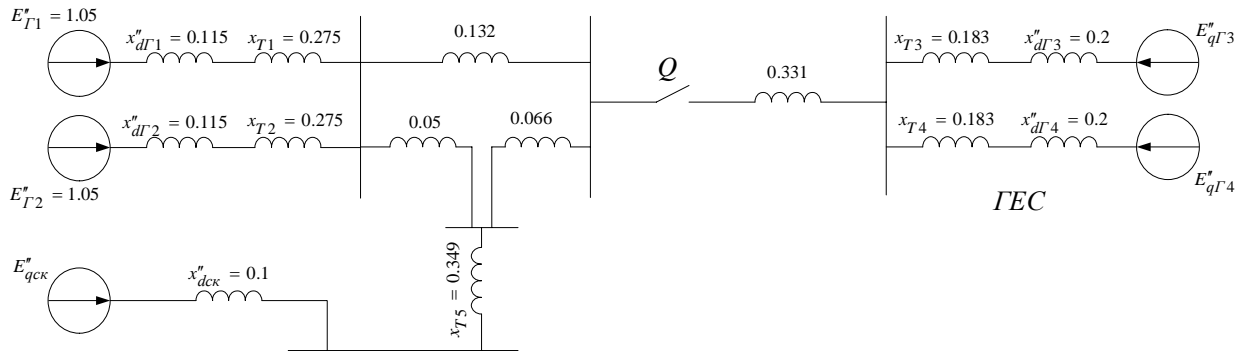 E″Г1 = 1.05
x″dГ1 = 0.115
xT1 = 0.275
0.132
Q
0.331
xT3 = 0.183
x″dГ3 = 0.2
E″qГ3
x″dГ2 = 0.115
xT2 = 0.275
0.05
0.066
xT4 = 0.183
x″dГ4 = 0.2
E″qГ4
E″Г2 = 1.05
ГЕС
E″qск
x″dск = 0.1
xT5 = 0.349